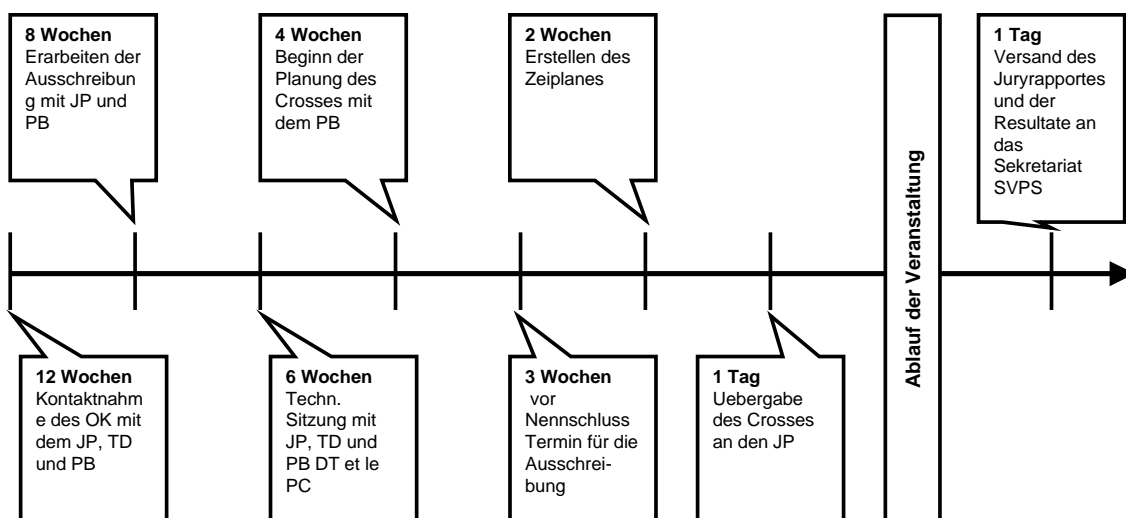 8 Wochen
Erarbeiten der
Ausschreibun
g mit JP und
PB
4 Wochen
Beginn der
Planung des
Crosses mit
dem PB
2 Wochen
Erstellen des
Zeiplanes
1 Tag
Versand des
Juryrapportes
und der
Resultate an
das
Sekretariat
SVPS
Ablauf der Veranstaltung
12 Wochen
Kontaktnahm
e des OK mit
dem JP, TD
und PB
6 Wochen
Techn.
Sitzung mit
JP, TD und
PB DT et le
PC
3 Wochen
vor
Nennschluss
Termin für die
Ausschrei-
bung
1 Tag
Uebergabe
des Crosses
an den JP